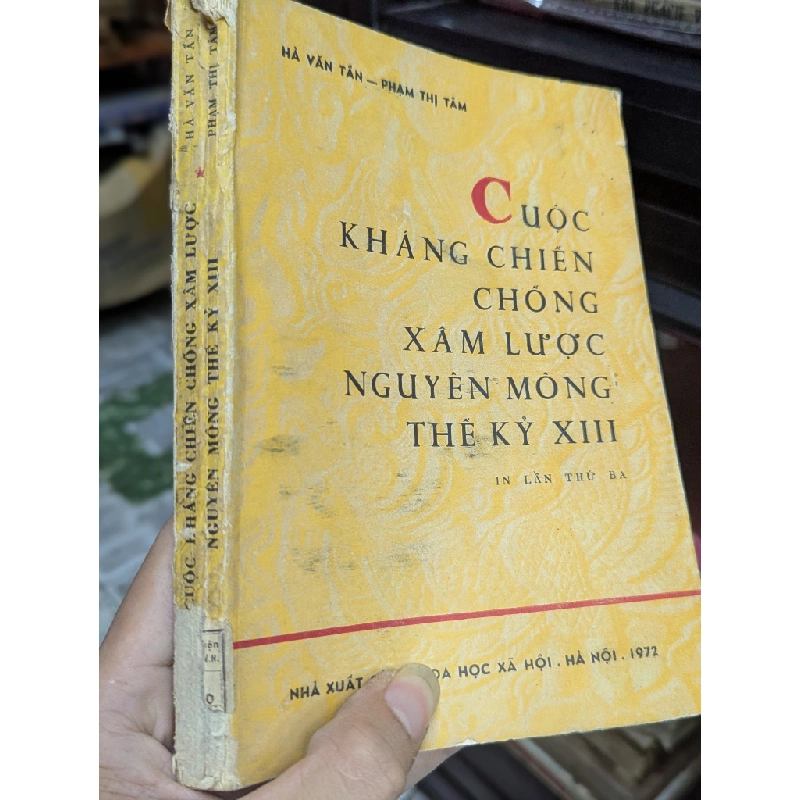 HÀ VĂN TẤN — PHẠM THỊ TÂM
CUỘC
KHÁNG CHIẾN
CHỐNG
XÂM LƯỢC
NGUYÊN MÔNG
THẾ KỶ XIII
IN LẦN THỨ BA
NHÀ XUẤT HỌC XÃ HỘI . HÀ NỘI . 1972
HÀ VĂN TẤN
PHẠM THỊ TÂM
CUỘC KHÁNG CHIẾN CHỐNG XÂM LƯỢC
NGUYÊN MÔNG THẾ KỶ XIII